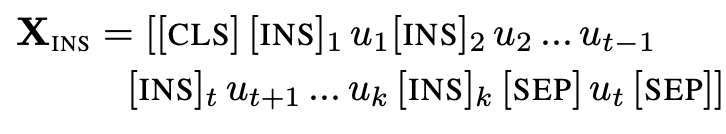 X_INS = [[CLS] [INS]_1 u_1 [INS]_2 u_2 … u_{t−1}
[INS]_t u_{t+1} … u_k [INS]_k [SEP] u_t [SEP]]